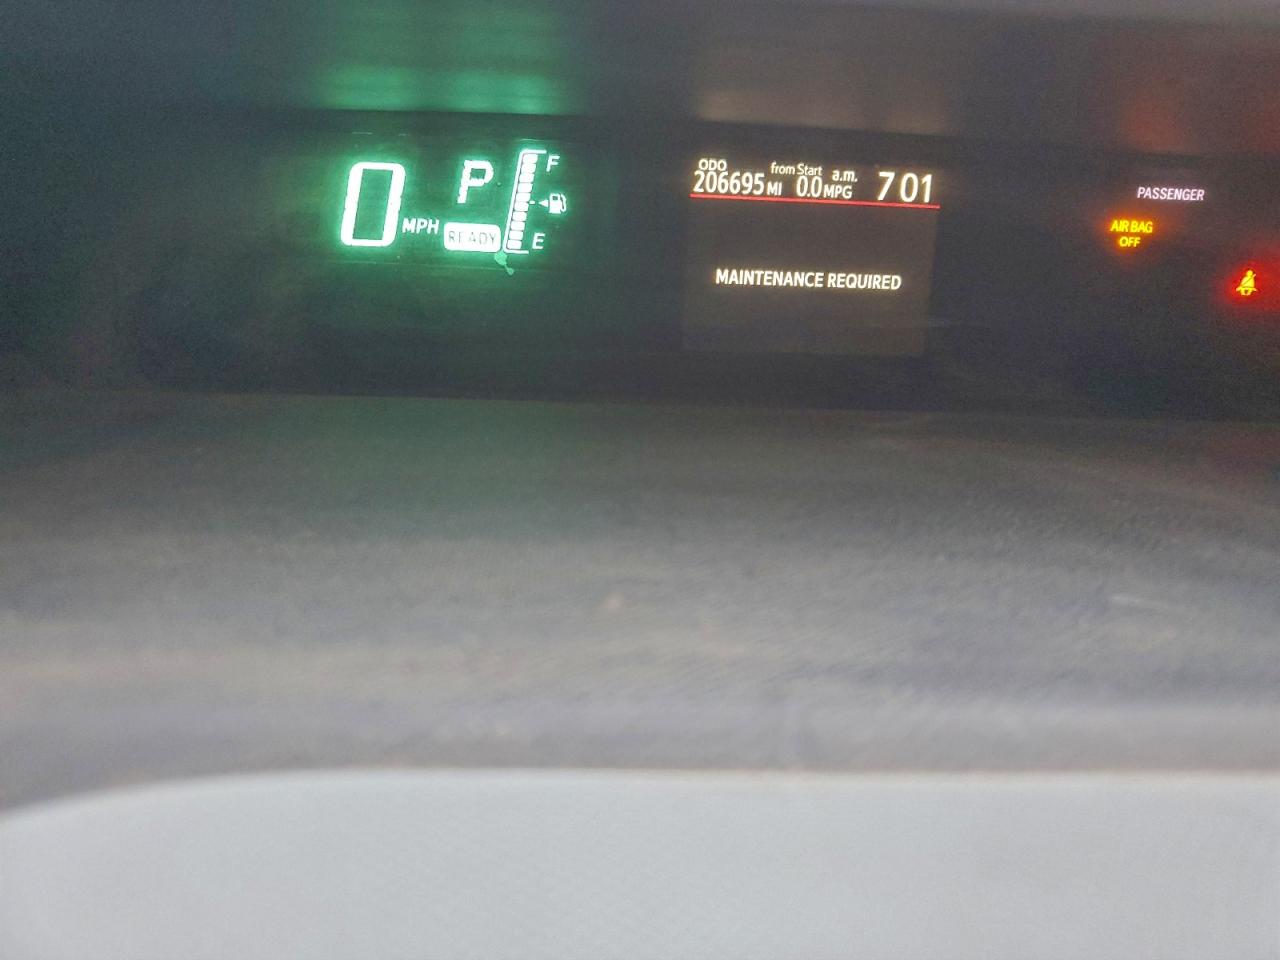 0 MPH
P
READY
F
E
ODO
206695 MI
from Start
0.0 MPG
a.m.
7 01
MAINTENANCE REQUIRED
PASSENGER
AIR BAG
OFF